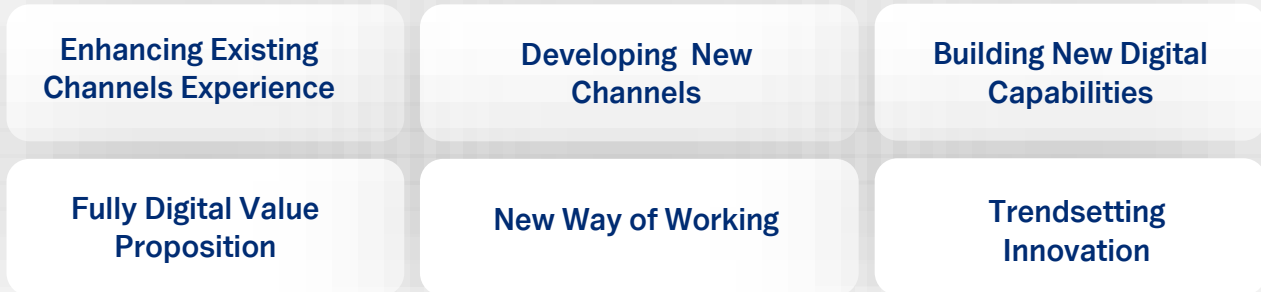 Enhancing Existing
Channels Experience
Developing  New
Channels
Building New Digital
Capabilities
Fully Digital Value
Proposition
New Way of Working
Trendsetting
Innovation